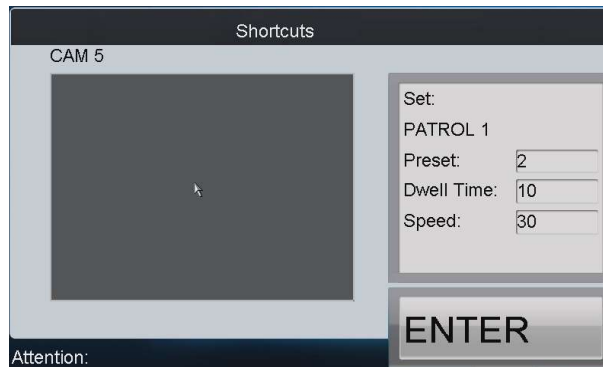 Shortcuts
CAM 5
Set:
PATROL 1
Preset: 2
Dwell Time: 10
Speed: 30
ENTER
Attention: